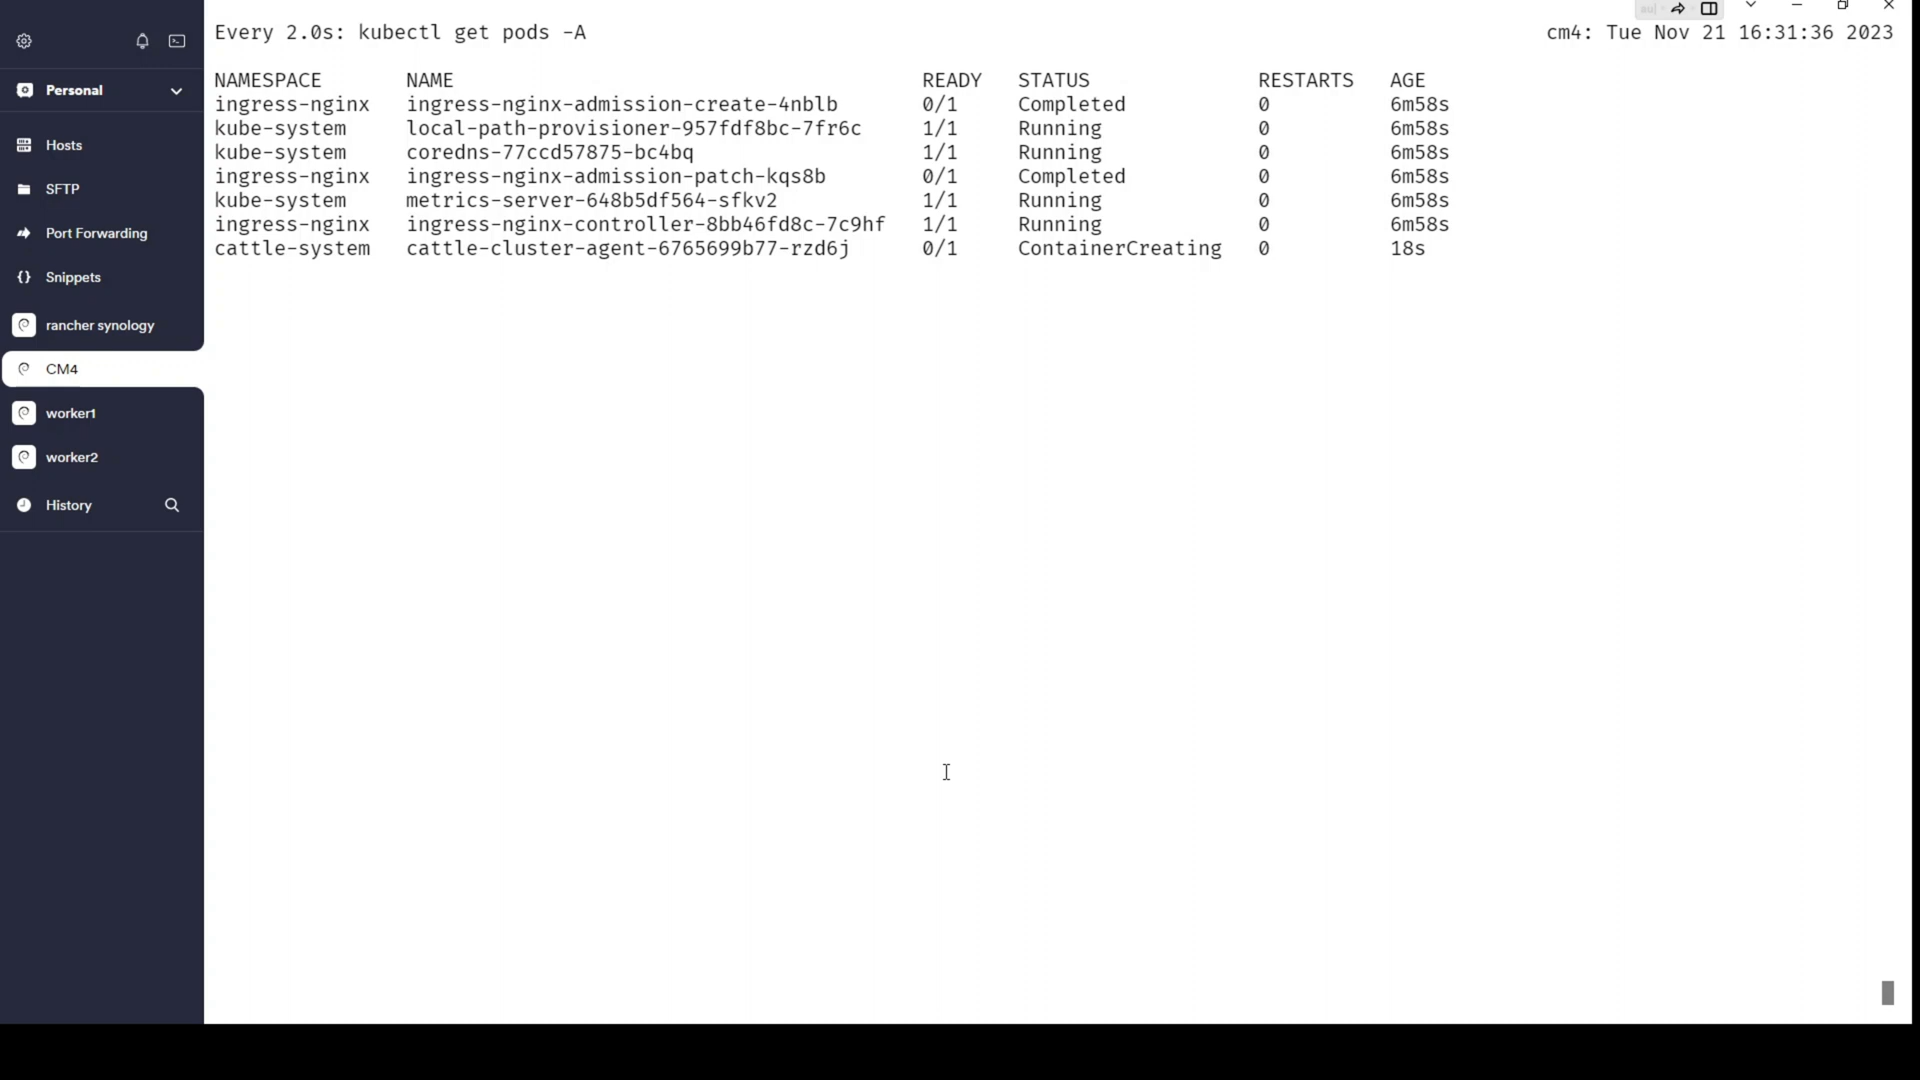 Every 2.0s: kubectl get pods -A
cm4: Tue Nov 21 16:31:36 2023
Personal
Hosts
SFTP
Port Forwarding
Snippets
rancher synology
CM4
worker1
worker2
History
NAMESPACE NAME READY STATUS RESTARTS AGE
ingress-nginx ingress-nginx-admission-create-4nblb 0/1 Completed 0 6m58s
kube-system local-path-provisioner-957fdf8bc-7fr6c 1/1 Running 0 6m58s
kube-system coredns-77ccd57875-bc4bq 1/1 Running 0 6m58s
ingress-nginx ingress-nginx-admission-patch-kqs8b 0/1 Completed 0 6m58s
kube-system metrics-server-648b5df564-sfkv2 1/1 Running 0 6m58s
ingress-nginx ingress-nginx-controller-8bb46fd8c-7c9hf 1/1 Running 0 6m58s
cattle-system cattle-cluster-agent-6765699b77-rzd6j 0/1 ContainerCreating 0 18s